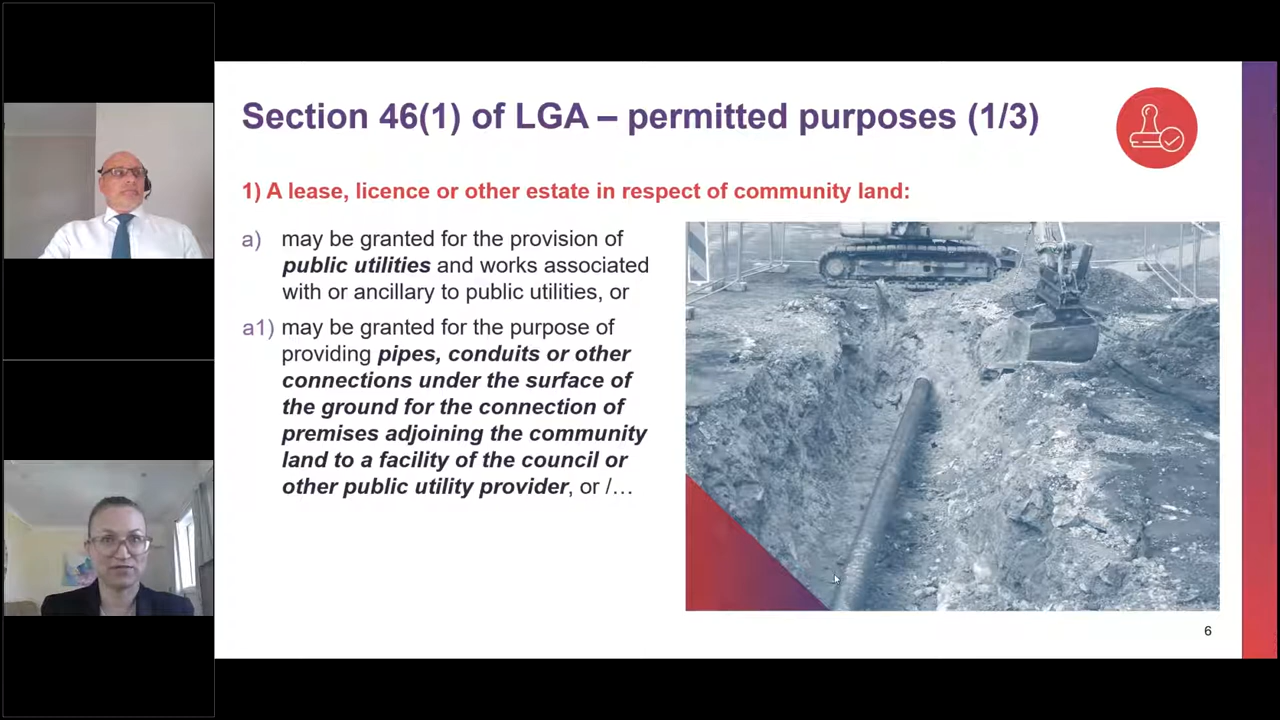 Section 46(1) of LGA – permitted purposes (1/3)
1) A lease, licence or other estate in respect of community land:
a) may be granted for the provision of
public utilities and works associated
with or ancillary to public utilities, or
a1) may be granted for the purpose of
providing pipes, conduits or other
connections under the surface of
the ground for the connection of
premises adjoining the community
land to a facility of the council or
other public utility provider, or /…
6